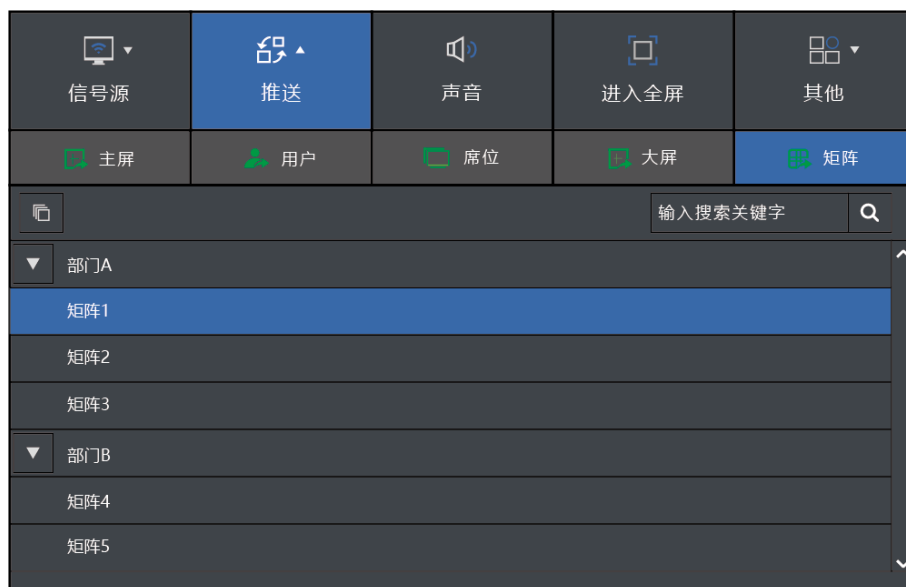 信号源 推送 声音 进入全屏 其他
主屏 用户 席位 大屏 矩阵
输入搜索关键字
部门A
矩阵1
矩阵2
矩阵3
部门B
矩阵4
矩阵5